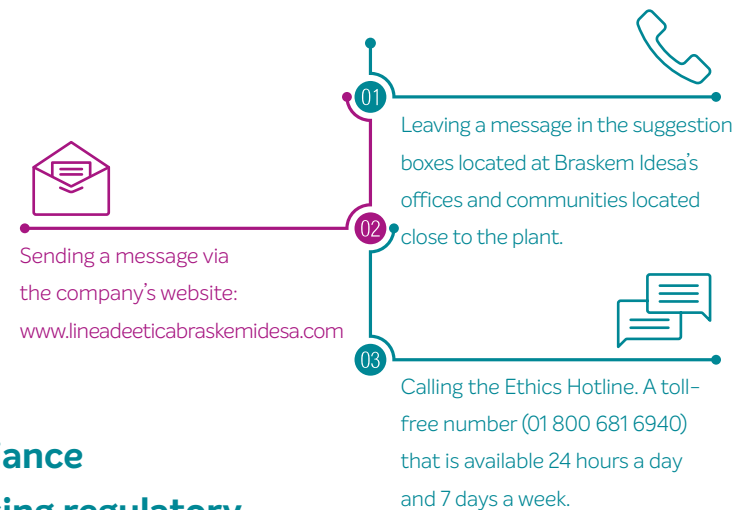 01
Leaving a message in the suggestion
boxes located at Braskem Idesa's
offices and communities located
close to the plant.
02
Sending a message via
the company's website:
www.lineadeeticabraskemidesa.com
03
Calling the Ethics Hotline. A toll-
free number (01 800 681 6940)
that is available 24 hours a day
and 7 days a week.
regulatory